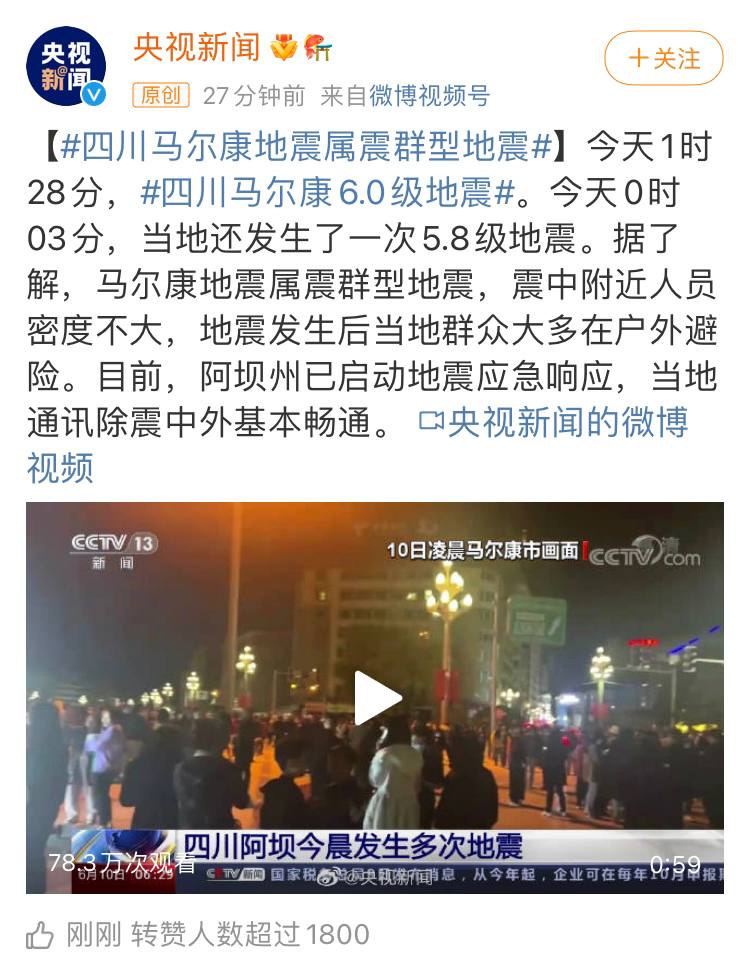 央视新闻
央视
新闻
+关注
原创 27分钟前 来自微博视频号
【#四川马尔康地震属震群型地震#】今天1时
28分，#四川马尔康6.0级地震#。今天0时
03分，当地还发生了一次5.8级地震。据了
解，马尔康地震属震群型地震，震中附近人员
密度不大，地震发生后当地群众大多在户外避
险。目前，阿坝州已启动地震应急响应，当地
通讯除震中外基本畅通。 央视新闻的微博
视频
CCTV 13
新闻
10日凌晨马尔康市画面
CCTV.com
四川阿坝今晨发生多次地震
78.3万次观看
0:59
6月10日 06:29
CCTV新闻 国家税
消息，从今年起，企业可在每年10月申报期
@央视新闻
刚刚 转赞人数超过1800